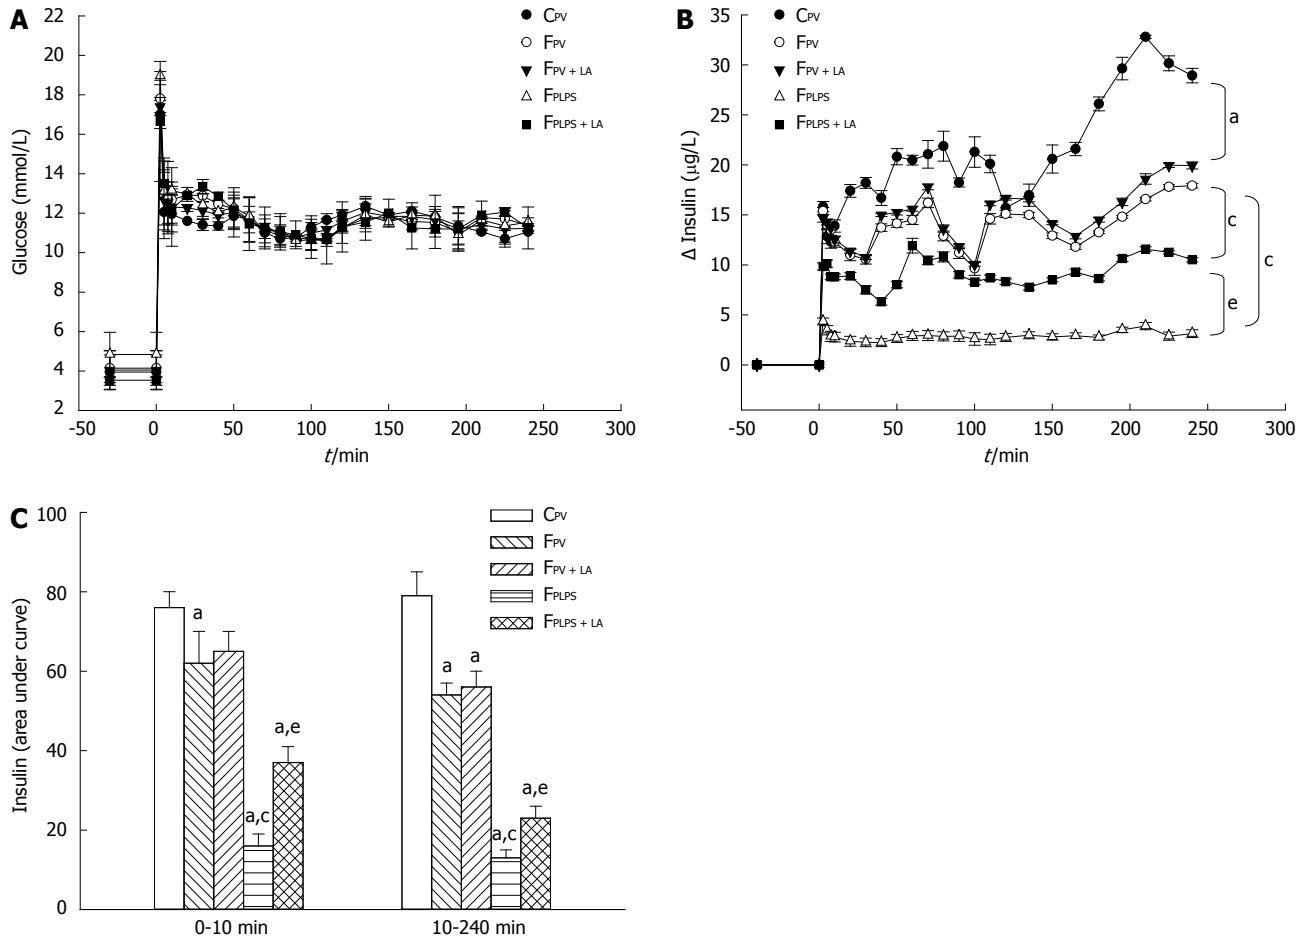 A
22
20
18
16
14
12
10
8
6
4
2
Glucose (mmol/L)
-50 0 50 100 150 200 250 300
t/min
CPV
FPV
FPV + LA
FPLPS
FPLPS + LA
B
35
30
25
20
15
10
5
0
Δ Insulin (μg/L)
-50 0 50 100 150 200 250 300
t/min
CPV
FPV
FPV + LA
FPLPS
FPLPS + LA
a
c
c
e
C
100
80
60
40
20
0
Insulin (area under curve)
CPV
FPV
FPV + LA
FPLPS
FPLPS + LA
a
a,c
a,e
a
a
a,c
a,e
0-10 min 10-240 min